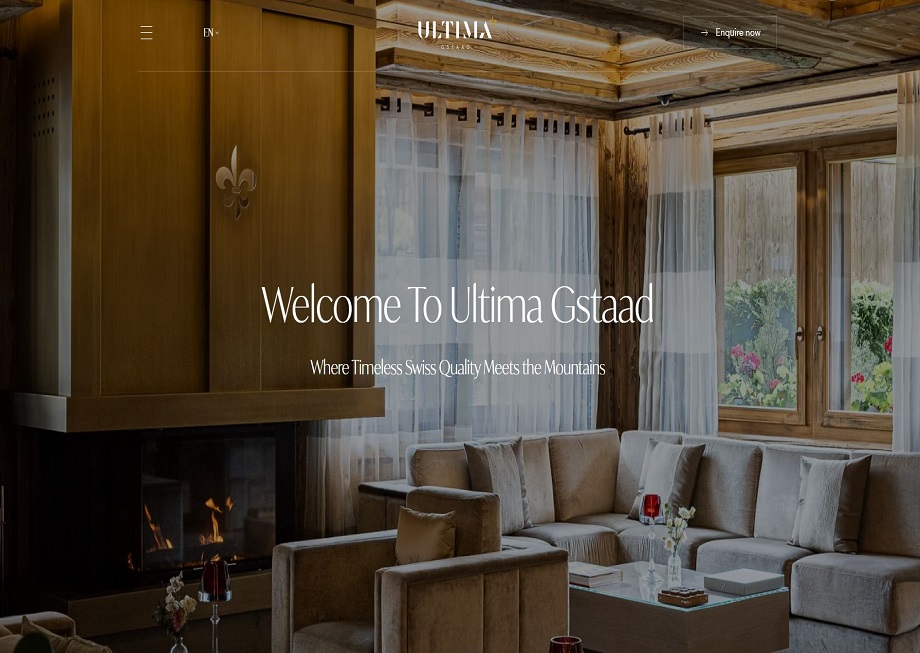 EN
ULTIMA
GSTAAD
Enquire now
Welcome To Ultima Gstaad
Where Timeless Swiss Quality Meets the Mountains